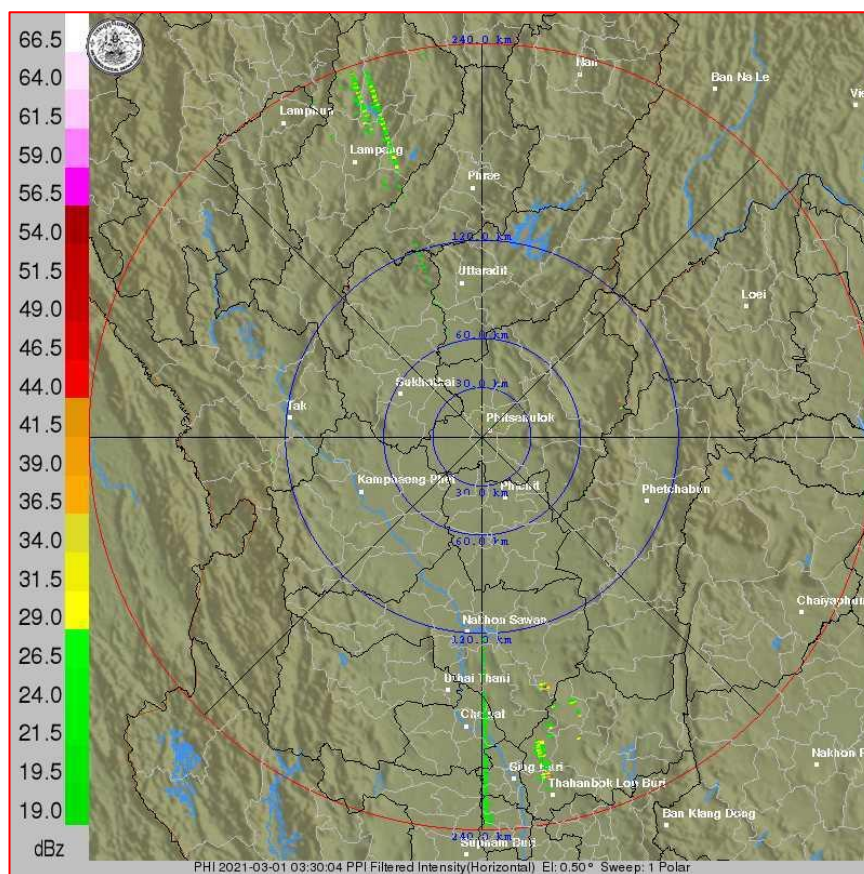 66.5
64.0
61.5
59.0
56.5
54.0
51.5
49.0
46.5
44.0
41.5
39.0
36.5
34.0
31.5
29.0
26.5
24.0
21.5
19.5
19.0
dBz
240.0 km
Nan
Ban Na Le
Lamphun
Lampang
Phrae
120.0 km
Uttaradit
Loei
60.0 km
30.0 km
Sukhothai
Tak
Phitsanulok
Kamphaeng Phet
30.0 km
Phichit
Phetchabun
60.0 km
Chaiyaphum
Nakhon Sawan
120.0 km
Uthai Thani
Chainat
Sing Buri
Thahanbok Lop Buri
Ban Klang Dong
240.0 km
Suphan Buri
PHI 2021-03-01 03:30:04 PPI Filtered Intensity(Horizontal) El: 0.50° Sweep: 1 Polar